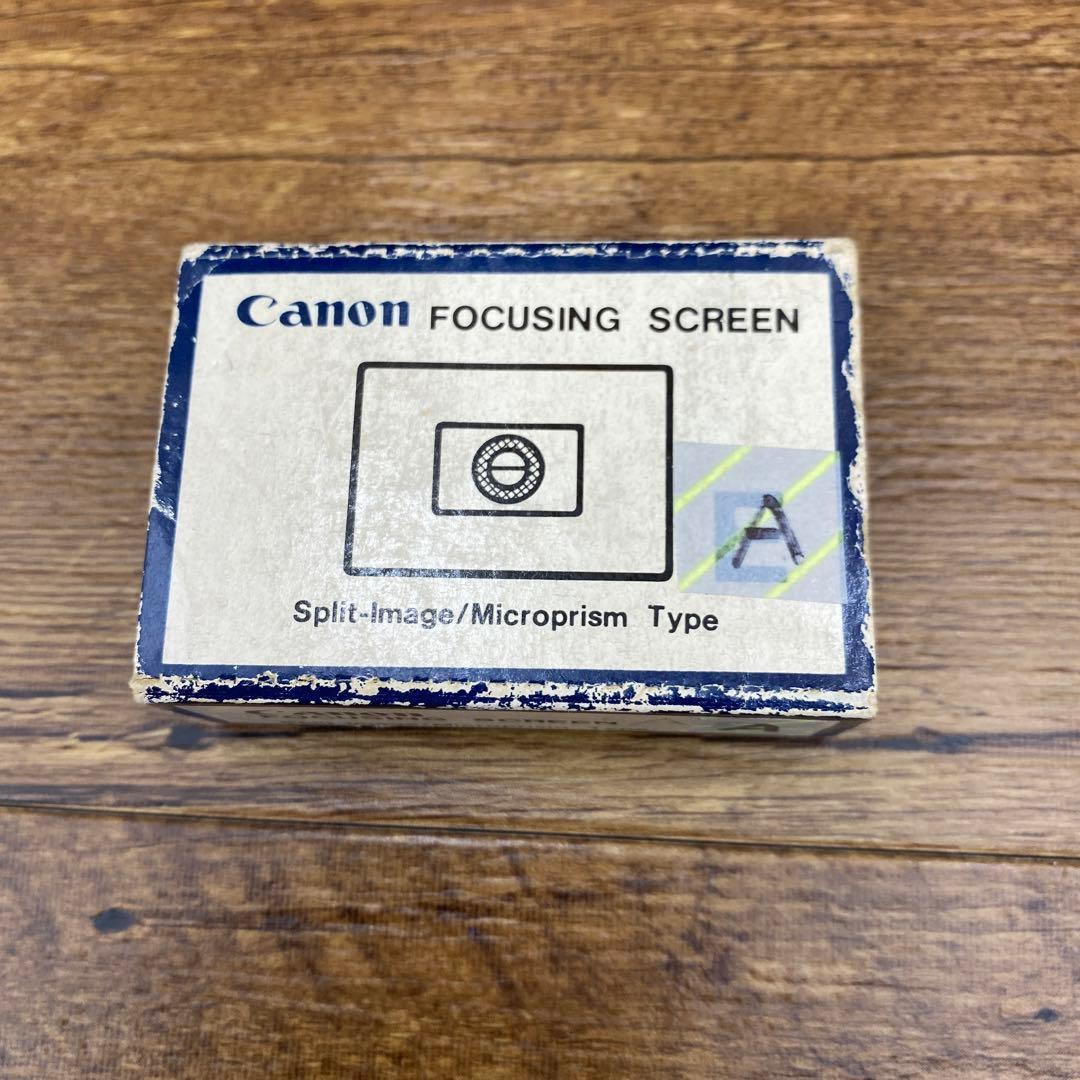 Canon FOCUSING SCREEN
A
Split-Image/Microprism Type